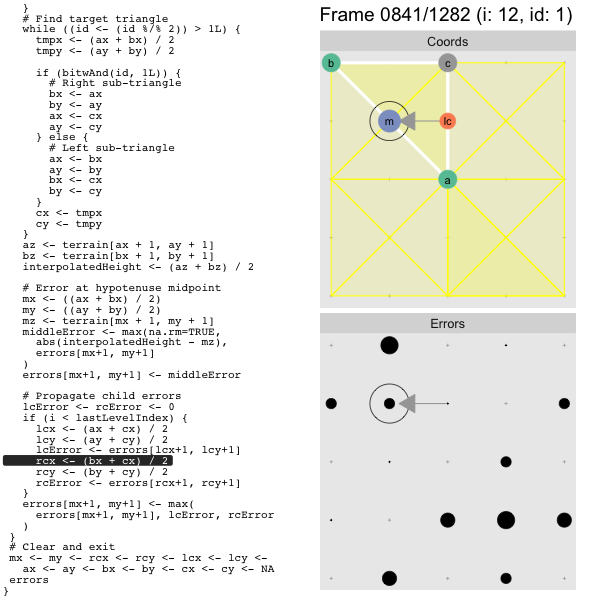 }
  # Find target triangle
  while ((id <- (id %/% 2)) > 1L) {
    tmpx <- (ax + bx) / 2
    tmpy <- (ay + by) / 2

    if (bitwAnd(id, 1L)) {
      # Right sub-triangle
      bx <- ax
      by <- ay
      ax <- cx
      ay <- cy
    } else {
      # Left sub-triangle
      ax <- bx
      ay <- by
      bx <- cx
      by <- cy
    }
    cx <- tmpx
    cy <- tmpy
  }
  az <- terrain[ax + 1, ay + 1]
  bz <- terrain[bx + 1, by + 1]
  interpolatedHeight <- (az + bz) / 2

  # Error at hypotenuse midpoint
  mx <- ((ax + bx) / 2)
  my <- ((ay + by) / 2)
  mz <- terrain[mx + 1, my + 1]
  middleError <- max(na.rm=TRUE,
    abs(interpolatedHeight - mz),
    errors[mx+1, my+1]
  )
  errors[mx+1, my+1] <- middleError

  # Propagate child errors
  lcError <- rcError <- 0
  if (i < lastLevelIndex) {
    lcx <- (ax + cx) / 2
    lcy <- (ay + cy) / 2
    lcError <- errors[lcx+1, lcy+1]
    rcx <- (bx + cx) / 2
    rcy <- (by + cy) / 2
    rcError <- errors[rcx+1, rcy+1]
  }
  errors[mx+1, my+1] <- max(
    errors[mx+1, my+1], lcError, rcError
  )
 }
 # Clear and exit
 mx <- my <- rcx <- rcy <- lcx <- lcy <-
   ax <- ay <- bx <- by <- cx <- cy <- NA
 errors
}
Frame 0841/1282 (i: 12, id: 1)
Coords
b
c
m
lc
a
Errors